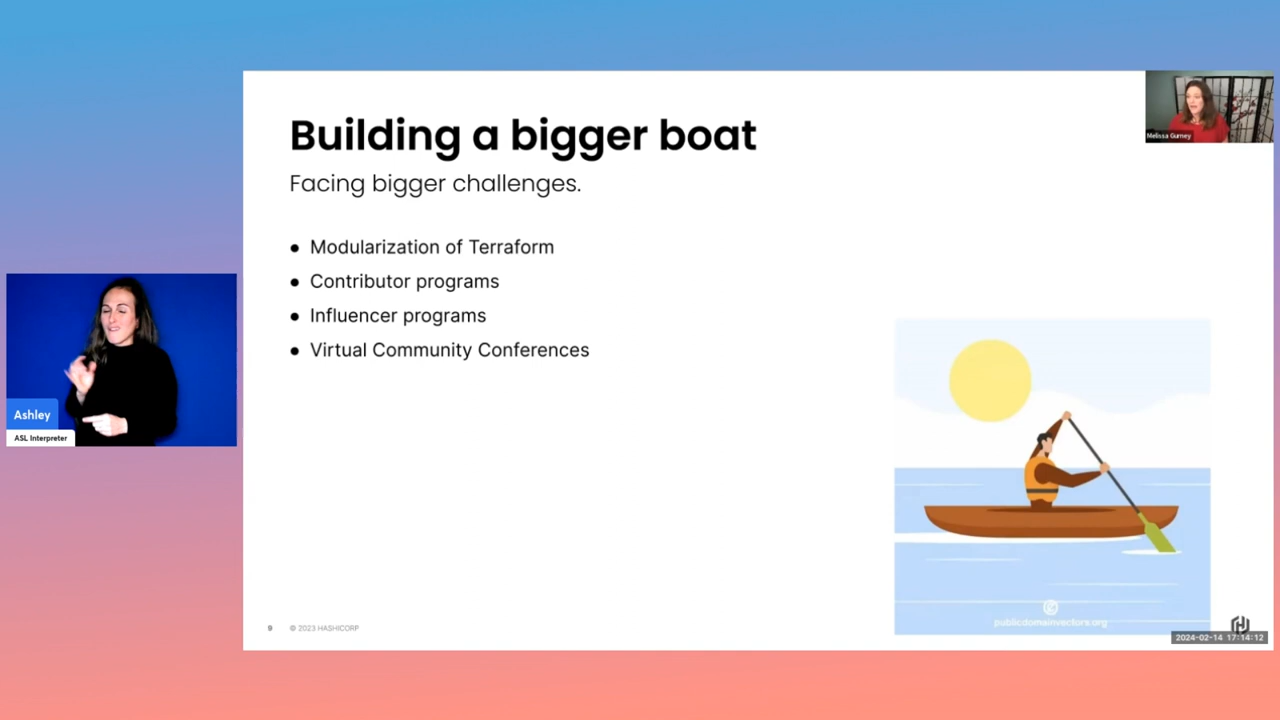 Building a bigger boat
Facing bigger challenges.
● Modularization of Terraform
● Contributor programs
● Influencer programs
● Virtual Community Conferences
Melissa Gurney
Ashley
ASL Interpreter
publicdomainvectors.org
9 © 2023 HASHICORP
2024-02-14 17:14:12